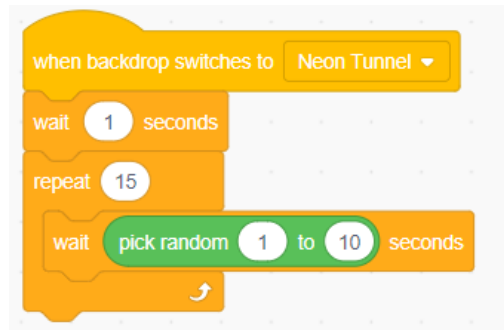 when backdrop switches to Neon Tunnel
wait 1 seconds
repeat 15
wait pick random 1 to 10 seconds